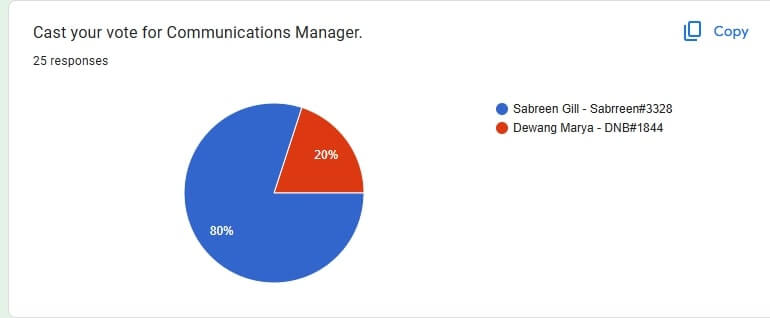 Cast your vote for Communications Manager.
Copy
25 responses
Sabreen Gill - Sabrreen#3328
Dewang Marya - DNB#1844
20%
80%